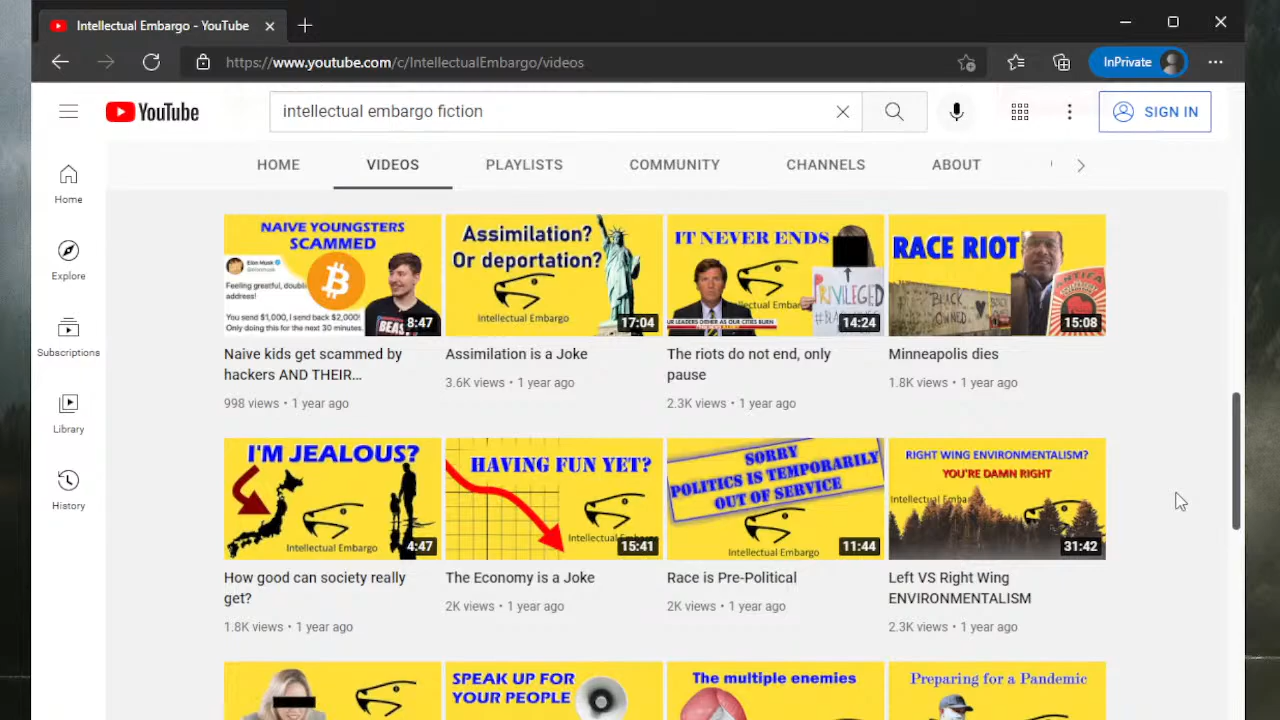 Intellectual Embargo - YouTube
https://www.youtube.com/c/IntellectualEmbargo/videos
InPrivate
YouTube
intellectual embargo fiction
SIGN IN
HOME
VIDEOS
PLAYLISTS
COMMUNITY
CHANNELS
ABOUT
Home
Explore
Subscriptions
Library
History
NAIVE YOUNGSTERS
SCAMMED
Elon Musk
Feeling greatful, doubl
address!
You send $1,000, I send back $2,000!
Only doing this for the next 30 minutes.
BEAS
8:47
Naive kids get scammed by
hackers AND THEIR...
998 views • 1 year ago
Assimilation?
Or deportation?
Intellectual Embargo
17:04
Assimilation is a Joke
3.6K views • 1 year ago
IT NEVER ENDS
PRIVILEGED
UR LEADERS DITHER AS OUR CITIES BURN
14:24
The riots do not end, only
pause
2.3K views • 1 year ago
RACE RIOT
BLACK
OWNED
ANTIFA
15:08
Minneapolis dies
1.8K views • 1 year ago
I'M JEALOUS?
Intellectual Embargo
4:47
How good can society really
get?
1.8K views • 1 year ago
HAVING FUN YET?
Intellectual
15:41
The Economy is a Joke
2K views • 1 year ago
SORRY
POLITICS IS TEMPORARILY
OUT OF SERVICE
Intellectual Embargo
11:44
Race is Pre-Political
2K views • 1 year ago
RIGHT WING ENVIRONMENTALISM?
YOU'RE DAMN RIGHT
Intellectual Embar
31:42
Left VS Right Wing
ENVIRONMENTALISM
2.3K views • 1 year ago
SPEAK UP FOR
YOUR PEOPLE
The multiple enemies
Preparing for a Pandemic